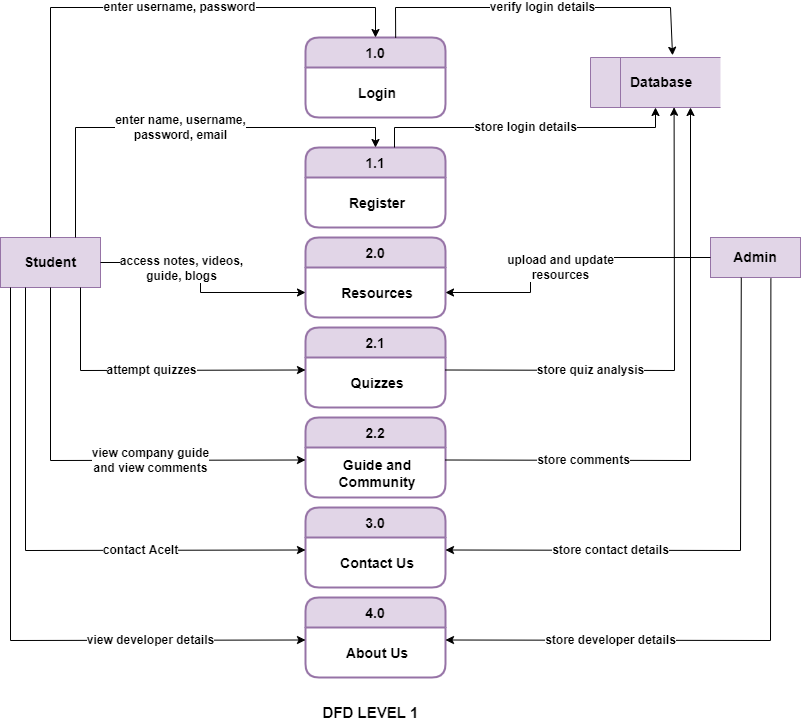 enter username, password
verify login details
1.0
Login
Database
enter name, username,
password, email
store login details
1.1
Register
Student
access notes, videos,
guide, blogs
2.0
Resources
upload and update
resources
Admin
2.1
Quizzes
attempt quizzes
store quiz analysis
2.2
Guide and
Community
view company guide
and view comments
store comments
3.0
Contact Us
contact AceIt
store contact details
4.0
About Us
view developer details
store developer details
DFD LEVEL 1